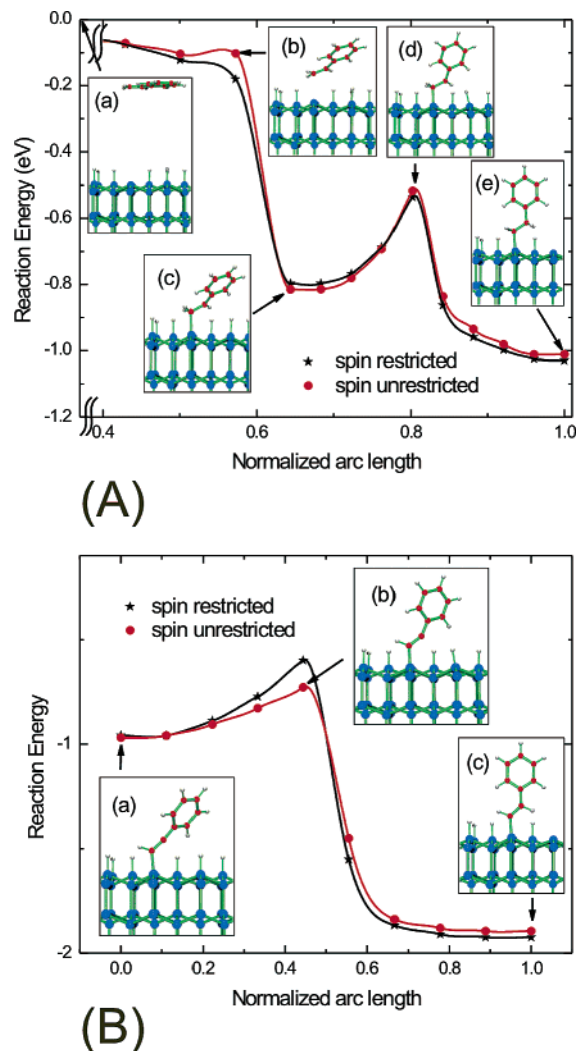 0.0
-0.2
-0.4
-0.6
-0.8
-1.0
-1.2
Reaction Energy (eV)
(a)
(b)
(d)
(c)
(e)
spin restricted
spin unrestricted
0.4
0.6
0.8
1.0
Normalized arc length
(A)
spin restricted
spin unrestricted
(b)
-1
Reaction Energy
(a)
(c)
-2
0.0
0.2
0.4
0.6
0.8
1.0
Normalized arc length
(B)